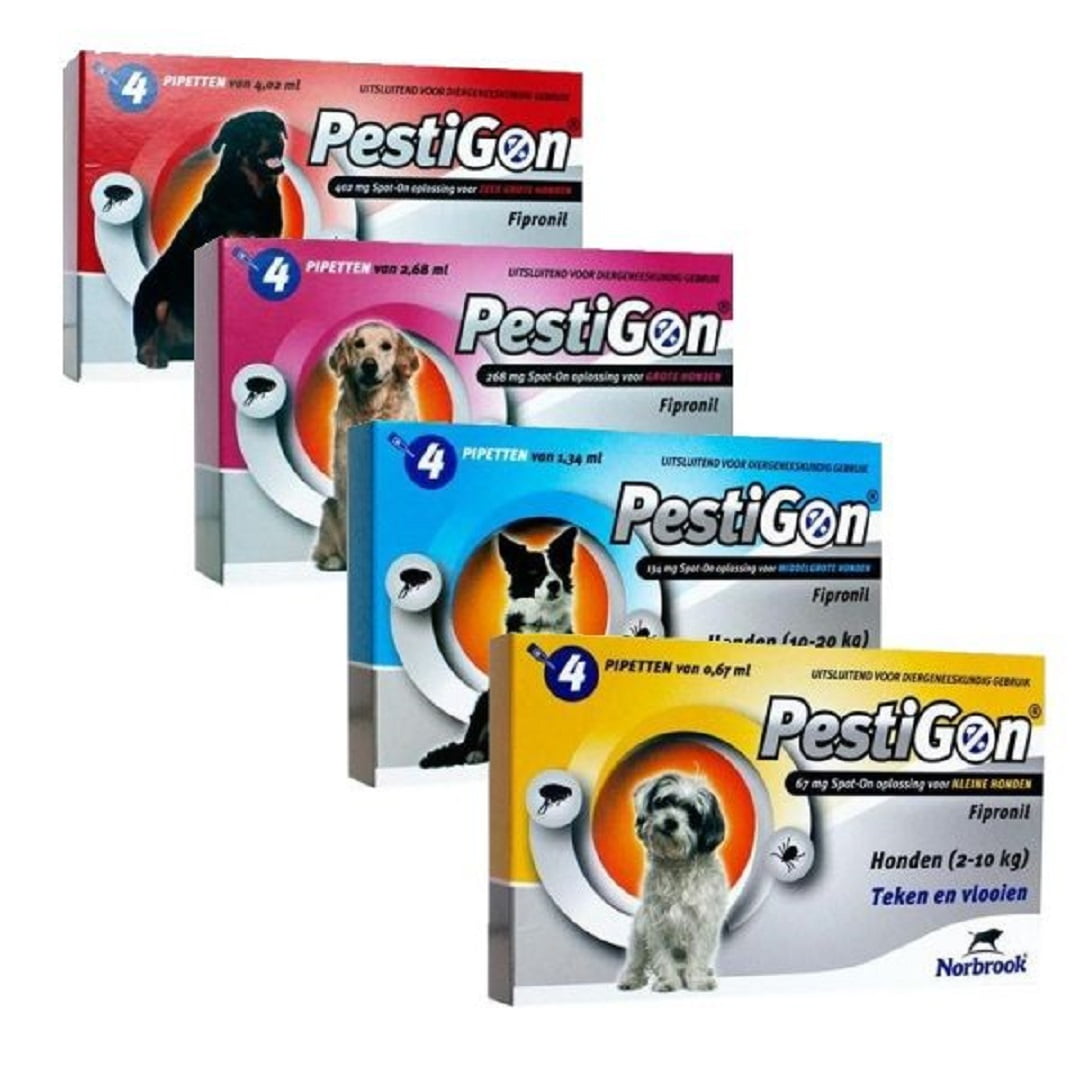 4 PIPETTEN van 4,02 ml
UITSLUITEND VOOR DIERGENEESKUNDIG GEBRUIK
PestiGon®
402 mg Spot-On oplossing voor ZEER GROTE HONDEN
Fipronil
4 PIPETTEN van 2,68 ml
UITSLUITEND VOOR DIERGENEESKUNDIG GEBRUIK
PestiGon®
268 mg Spot-On oplossing voor GROTE HONDEN
Fipronil
4 PIPETTEN van 1,34 ml
UITSLUITEND VOOR DIERGENEESKUNDIG GEBRUIK
PestiGon®
134 mg Spot-On oplossing voor MIDDELGROTE HONDEN
Fipronil
Honden (10-20 kg)
4 PIPETTEN van 0,67 ml
UITSLUITEND VOOR DIERGENEESKUNDIG GEBRUIK
PestiGon®
67 mg Spot-On oplossing voor KLEINE HONDEN
Fipronil
Honden (2-10 kg)
Teken en vlooien
Norbrook